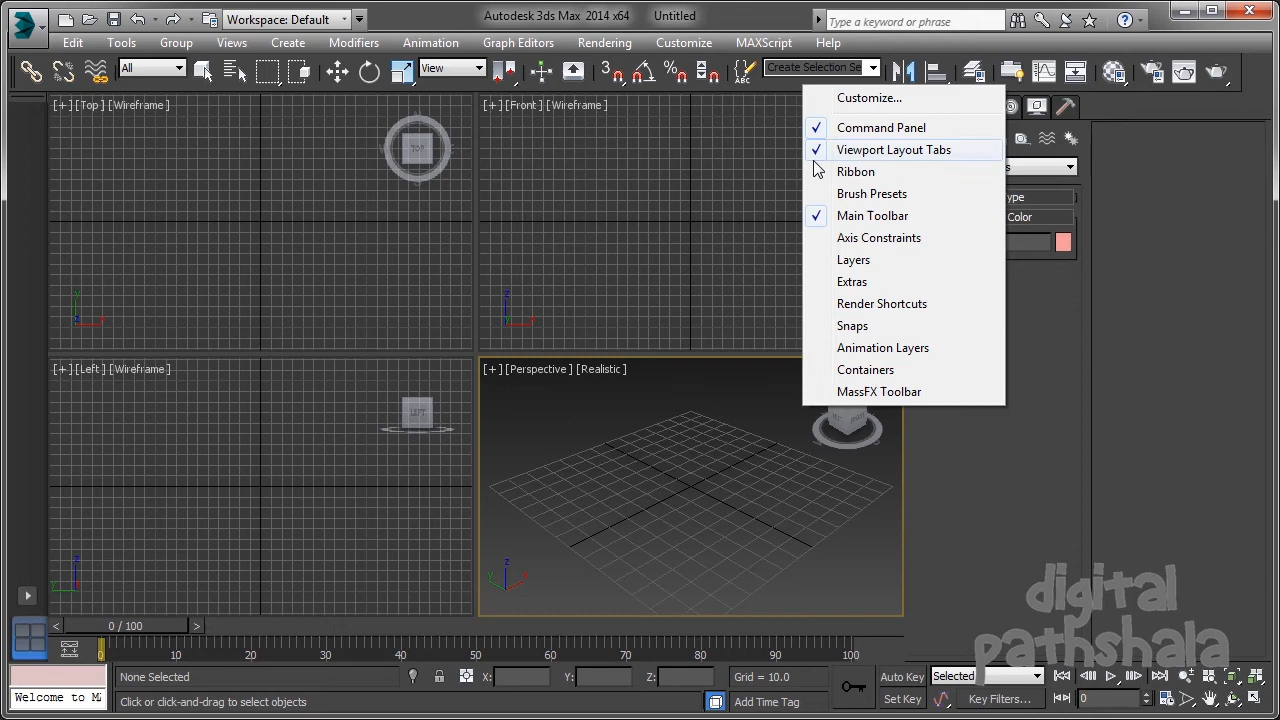 Workspace: Default
Autodesk 3ds Max 2014 x64 Untitled
Type a keyword or phrase
Edit Tools Group Views Create Modifiers Animation Graph Editors Rendering Customize MAXScript Help
All
View
3
%
Create Selection Se
[+] [Top ] [Wireframe ]
TOP
[+] [Front ] [Wireframe ]
Customize...
Command Panel
Viewport Layout Tabs
Ribbon
Brush Presets
Main Toolbar
Axis Constraints
Layers
Extras
Render Shortcuts
Snaps
Animation Layers
Containers
MassFX Toolbar
s
ype
Color
y
z x
z
y x
[+] [Left ] [Wireframe ]
LEFT
[+] [Perspective ] [Realistic ]
z
y
z
y x
< 0 / 100 >
0 10 20 30 40 50 60 70 80 90 100
digital
pathshala
None Selected
X: Y: Z:
Grid = 10.0
Auto Key
Selected
Welcome to M
Click or click-and-drag to select objects
Add Time Tag
Set Key
Key Filters...
0